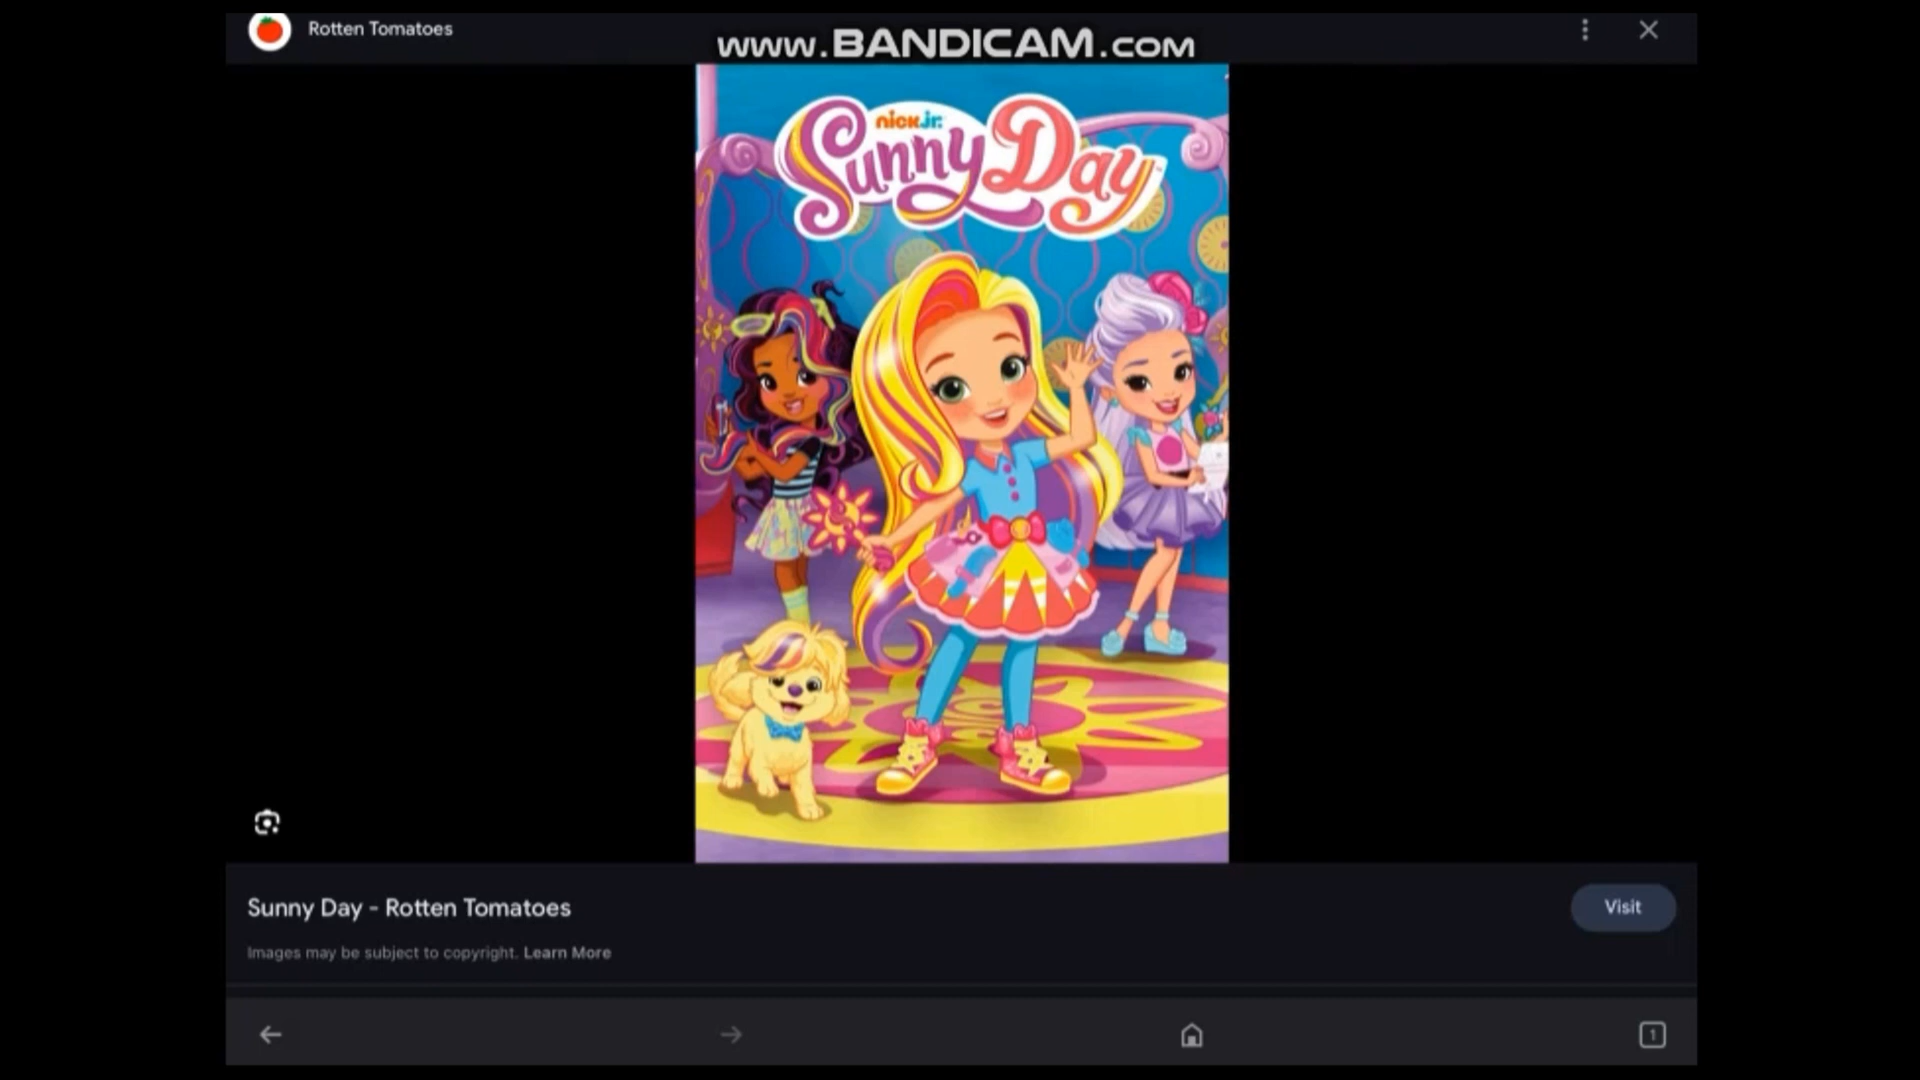 Rotten Tomatoes
www.BANDICAM.COM
nick jr.
Sunny Day
Sunny Day - Rotten Tomatoes
Visit
Images may be subject to copyright. Learn More
1